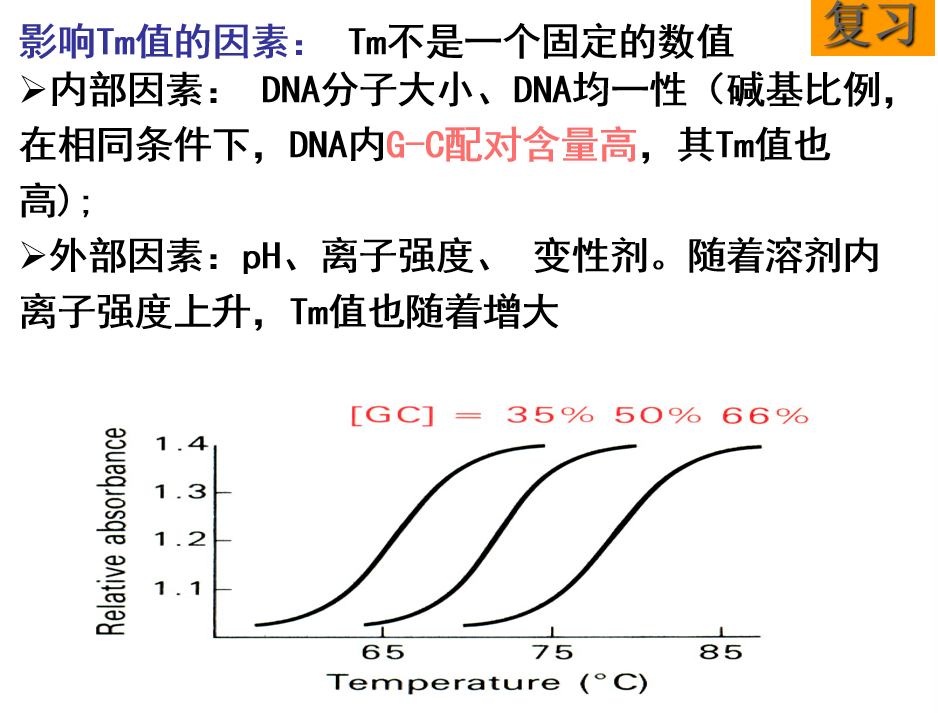 复习
影响Tm值的因素： Tm不是一个固定的数值
➢内部因素： DNA分子大小、DNA均一性（碱基比例，
在相同条件下，DNA内G-C配对含量高，其Tm值也
高);
➢外部因素：pH、离子强度、 变性剂。随着溶剂内
离子强度上升，Tm值也随着增大
[GC] = 35% 50% 66%
Relative absorbance
1.4
1.3
1.2
1.1
65 75 85
Temperature (°C)